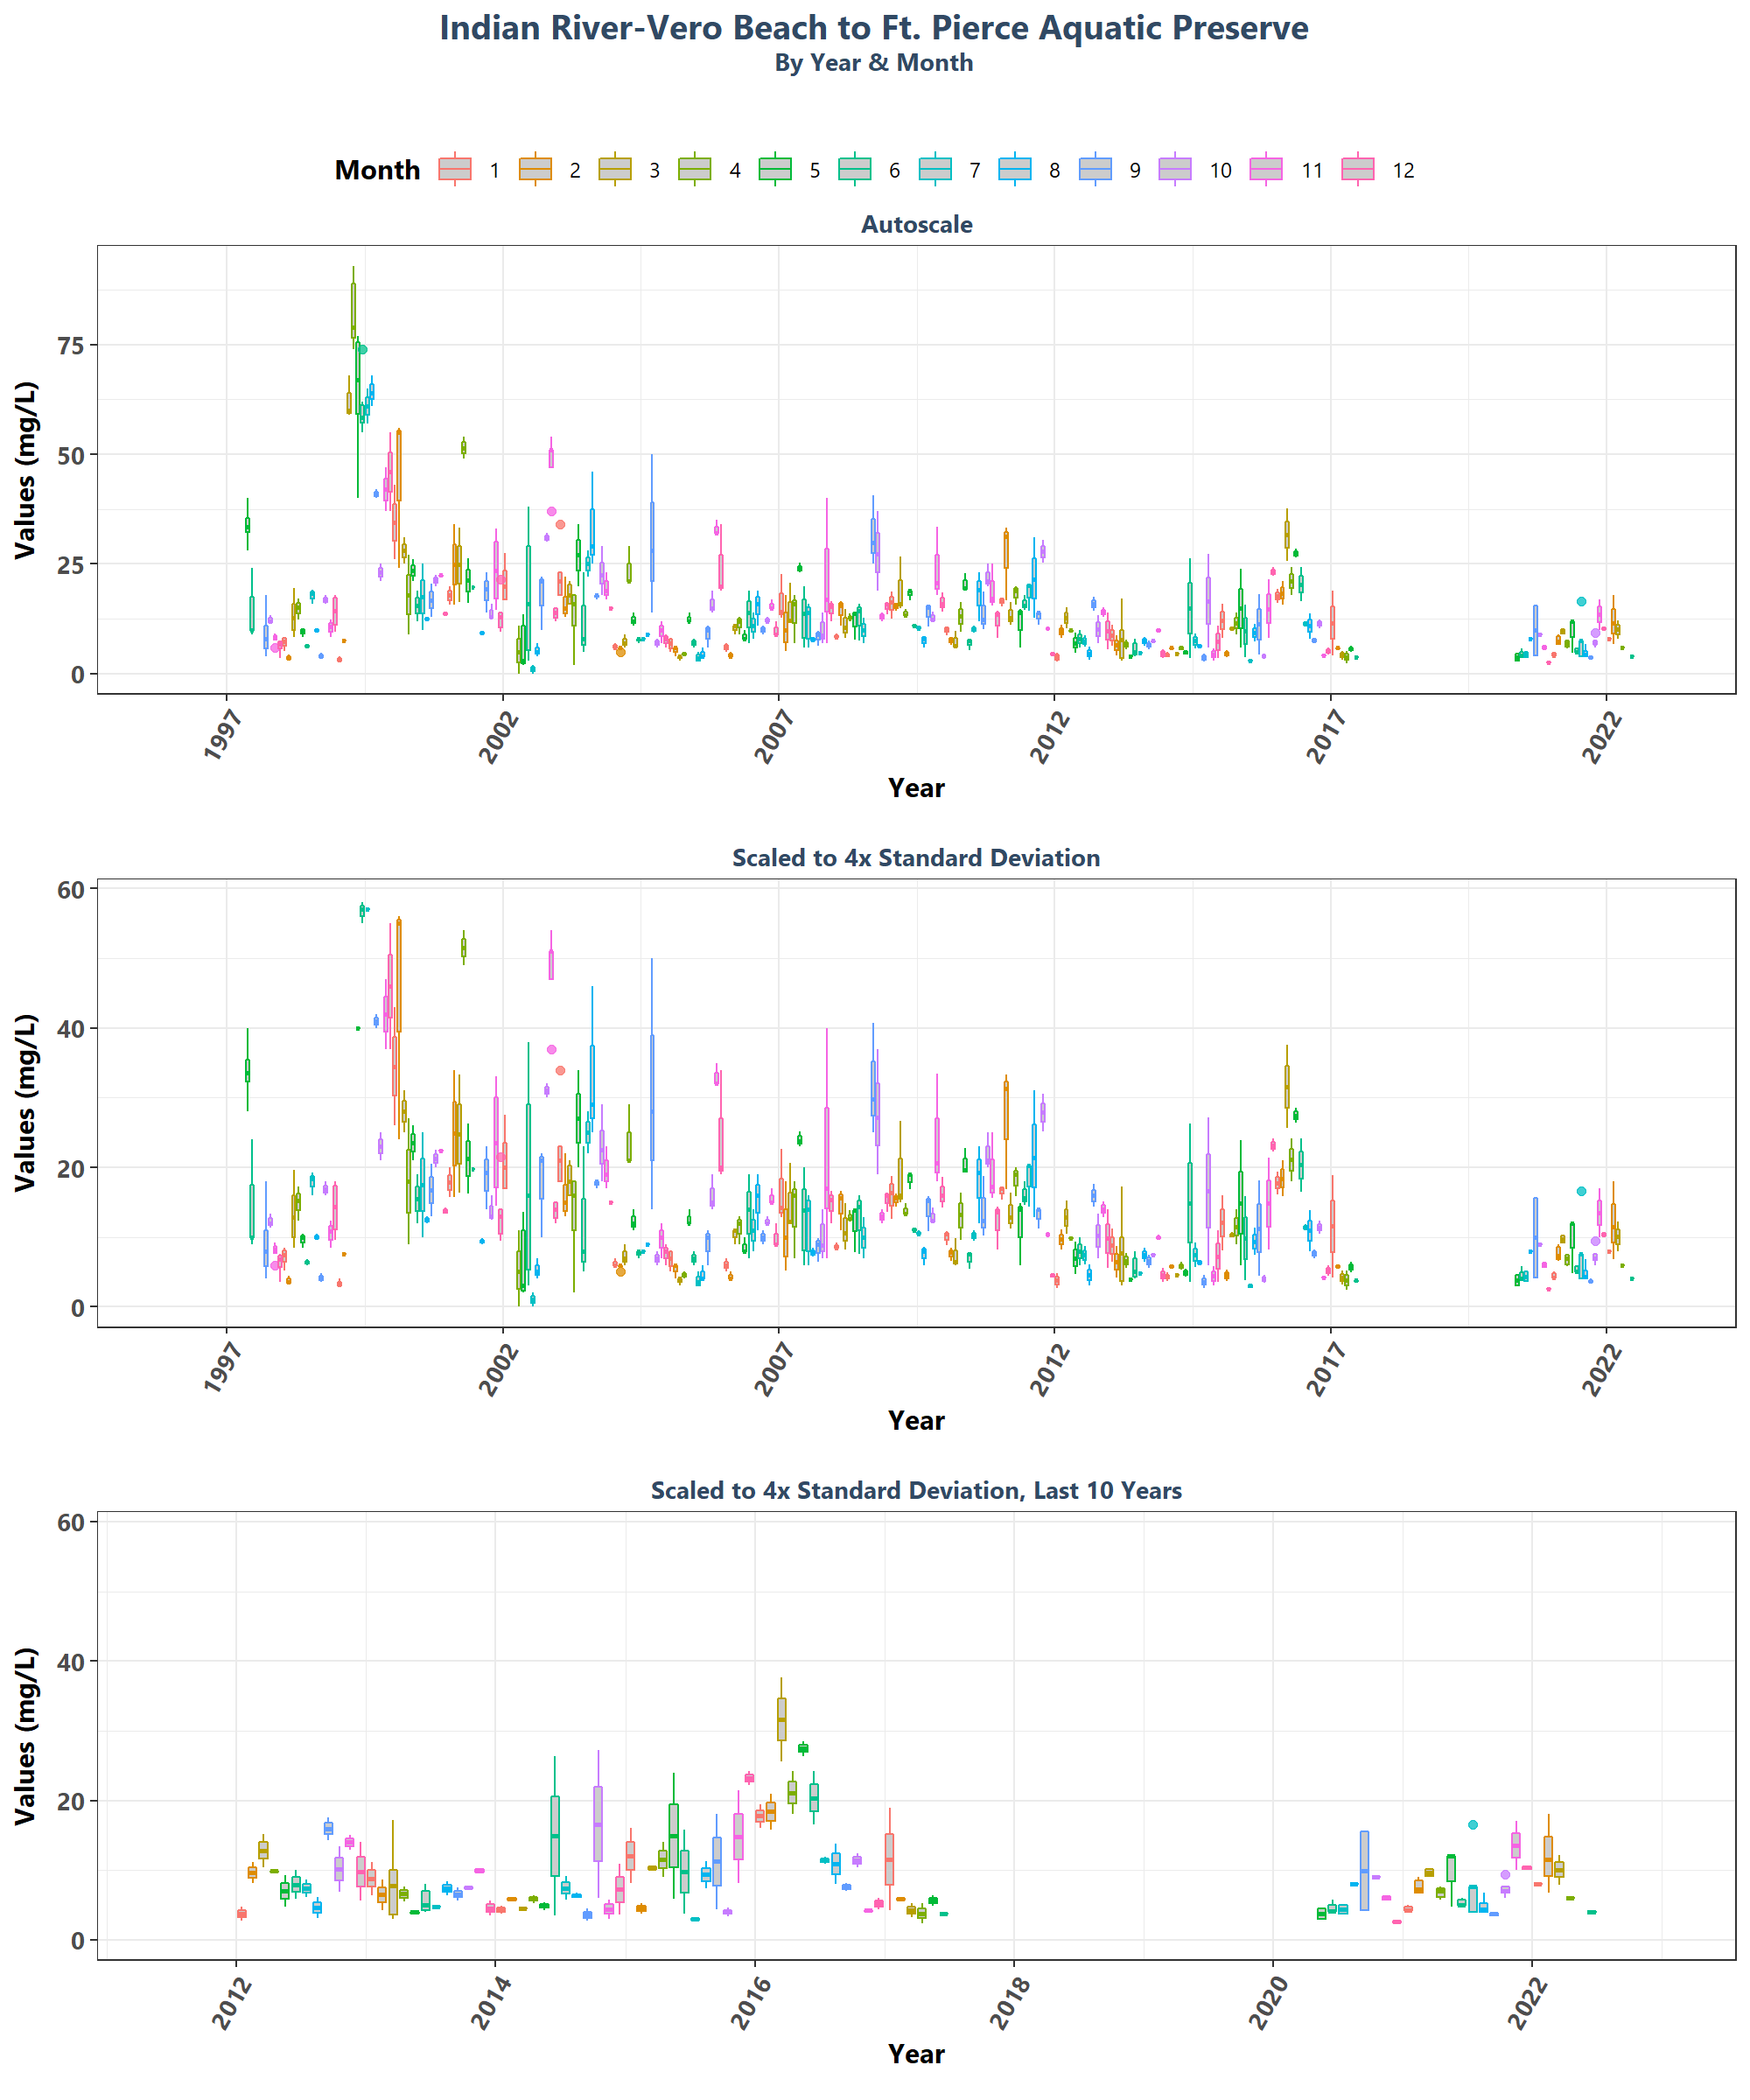 Indian River-Vero Beach to Ft. Pierce Aquatic Preserve
By Year & Month
Month 1 2 3 4 5 6 7 8 9 10 11 12
Autoscale
Values (mg/L)
75
50
25
0
1997 2002 2007 2012 2017 2022
Year
Scaled to 4x Standard Deviation
Values (mg/L)
60
40
20
0
1997 2002 2007 2012 2017 2022
Year
Scaled to 4x Standard Deviation, Last 10 Years
Values (mg/L)
60
40
20
0
2012 2014 2016 2018 2020 2022
Year